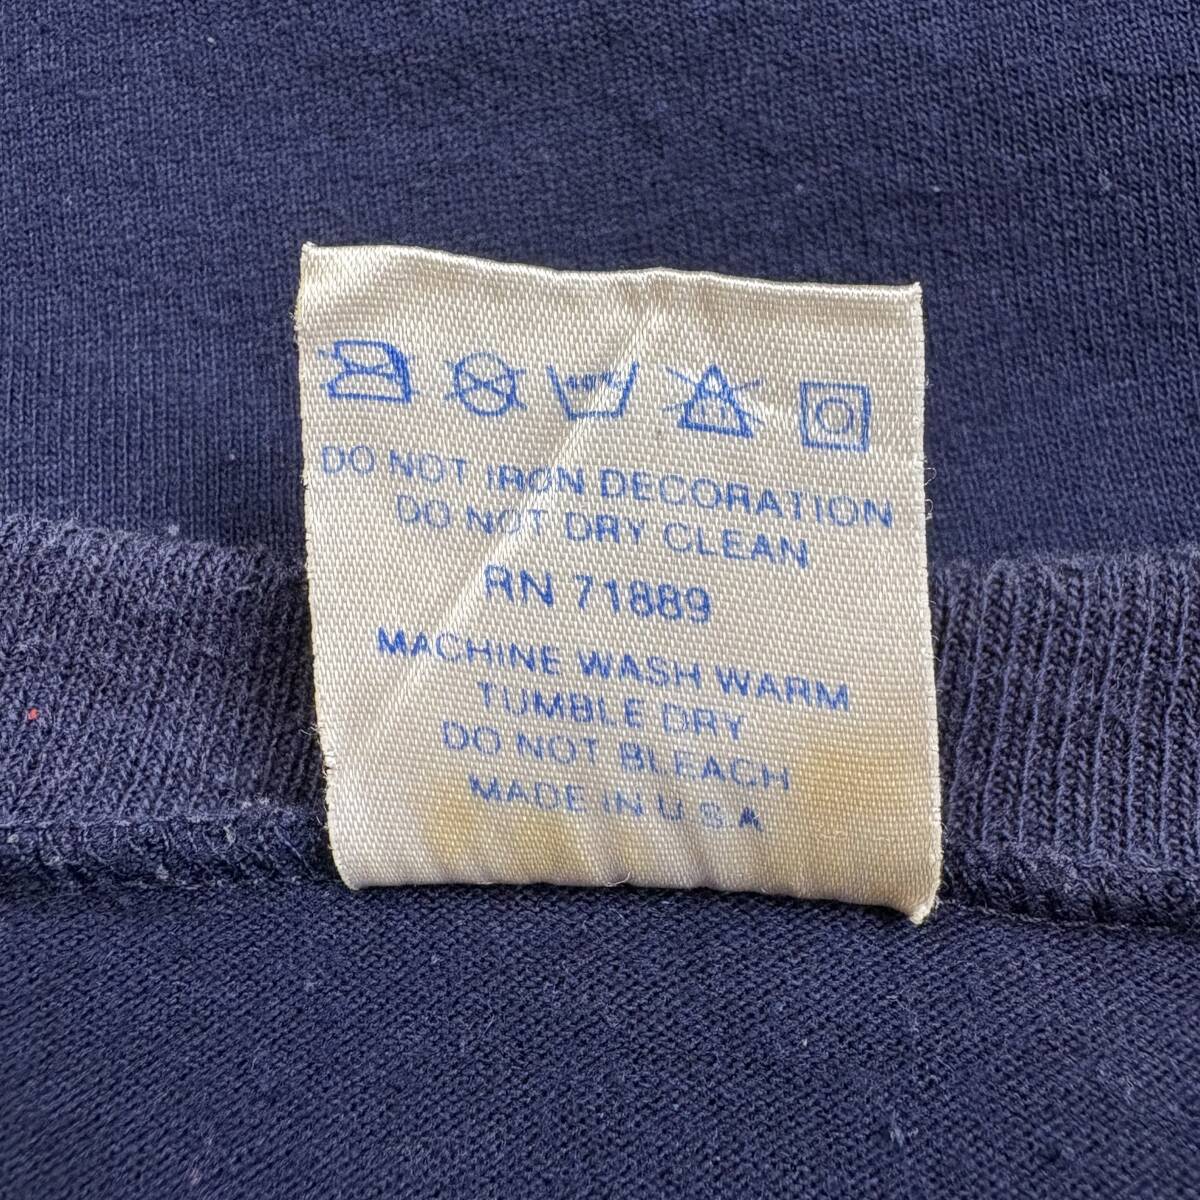 DO NOT IRON DECORATION
DO NOT DRY CLEAN
RN 71889
MACHINE WASH WARM
TUMBLE DRY
DO NOT BLEACH
MADE IN U.S.A